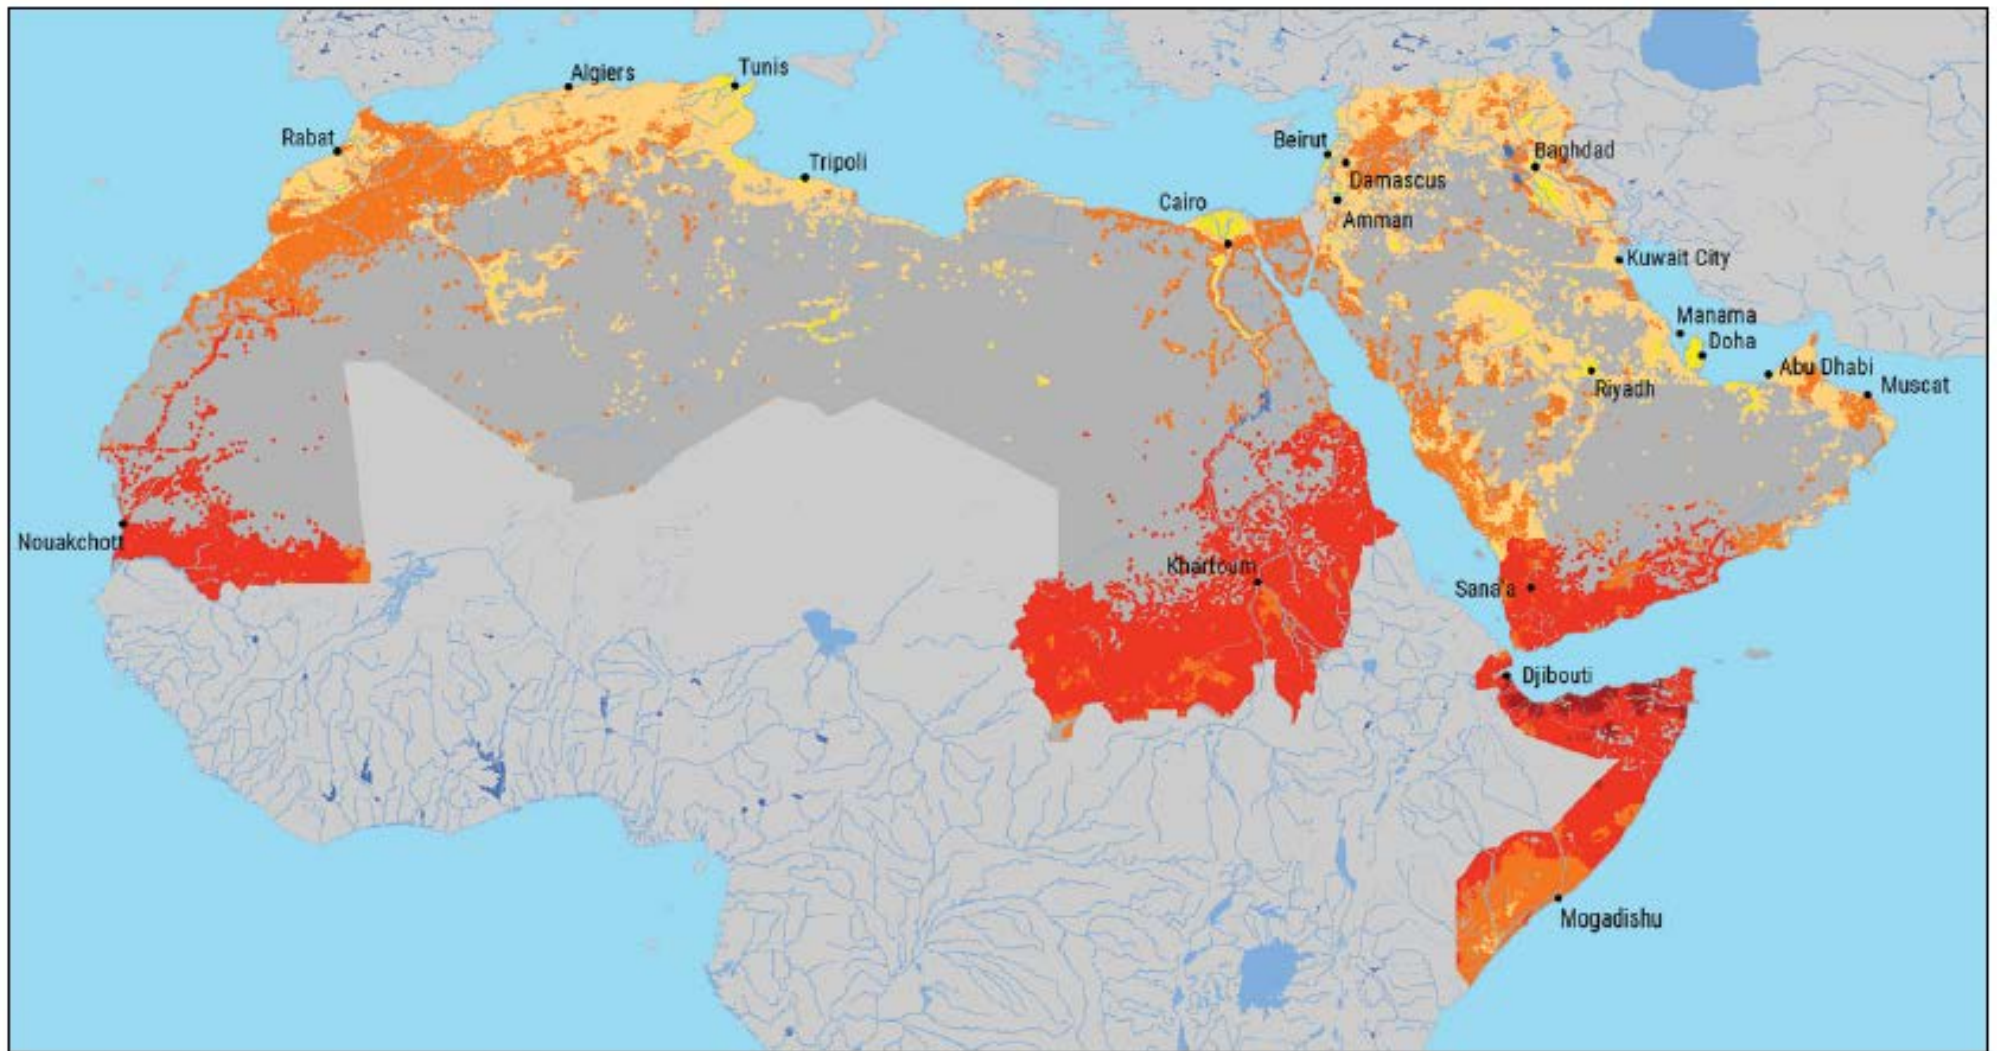 Algiers
Tunis
Rabat
Tripoli
Beirut
Baghdad
Damascus
Cairo
Amman
Kuwait City
Manama
Doha
Abu Dhabi
Muscat
Riyadh
Nouakchott
Khartoum
Sana'a
Djibouti
Mogadishu